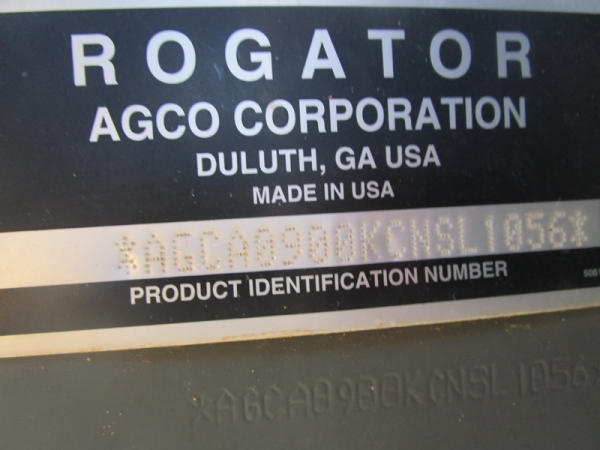 ROGATOR
AGCO CORPORATION
DULUTH, GA USA
MADE IN USA
*AGCA0900KCNSL1056*
PRODUCT IDENTIFICATION NUMBER
*AGCA0900KCNSL1056*